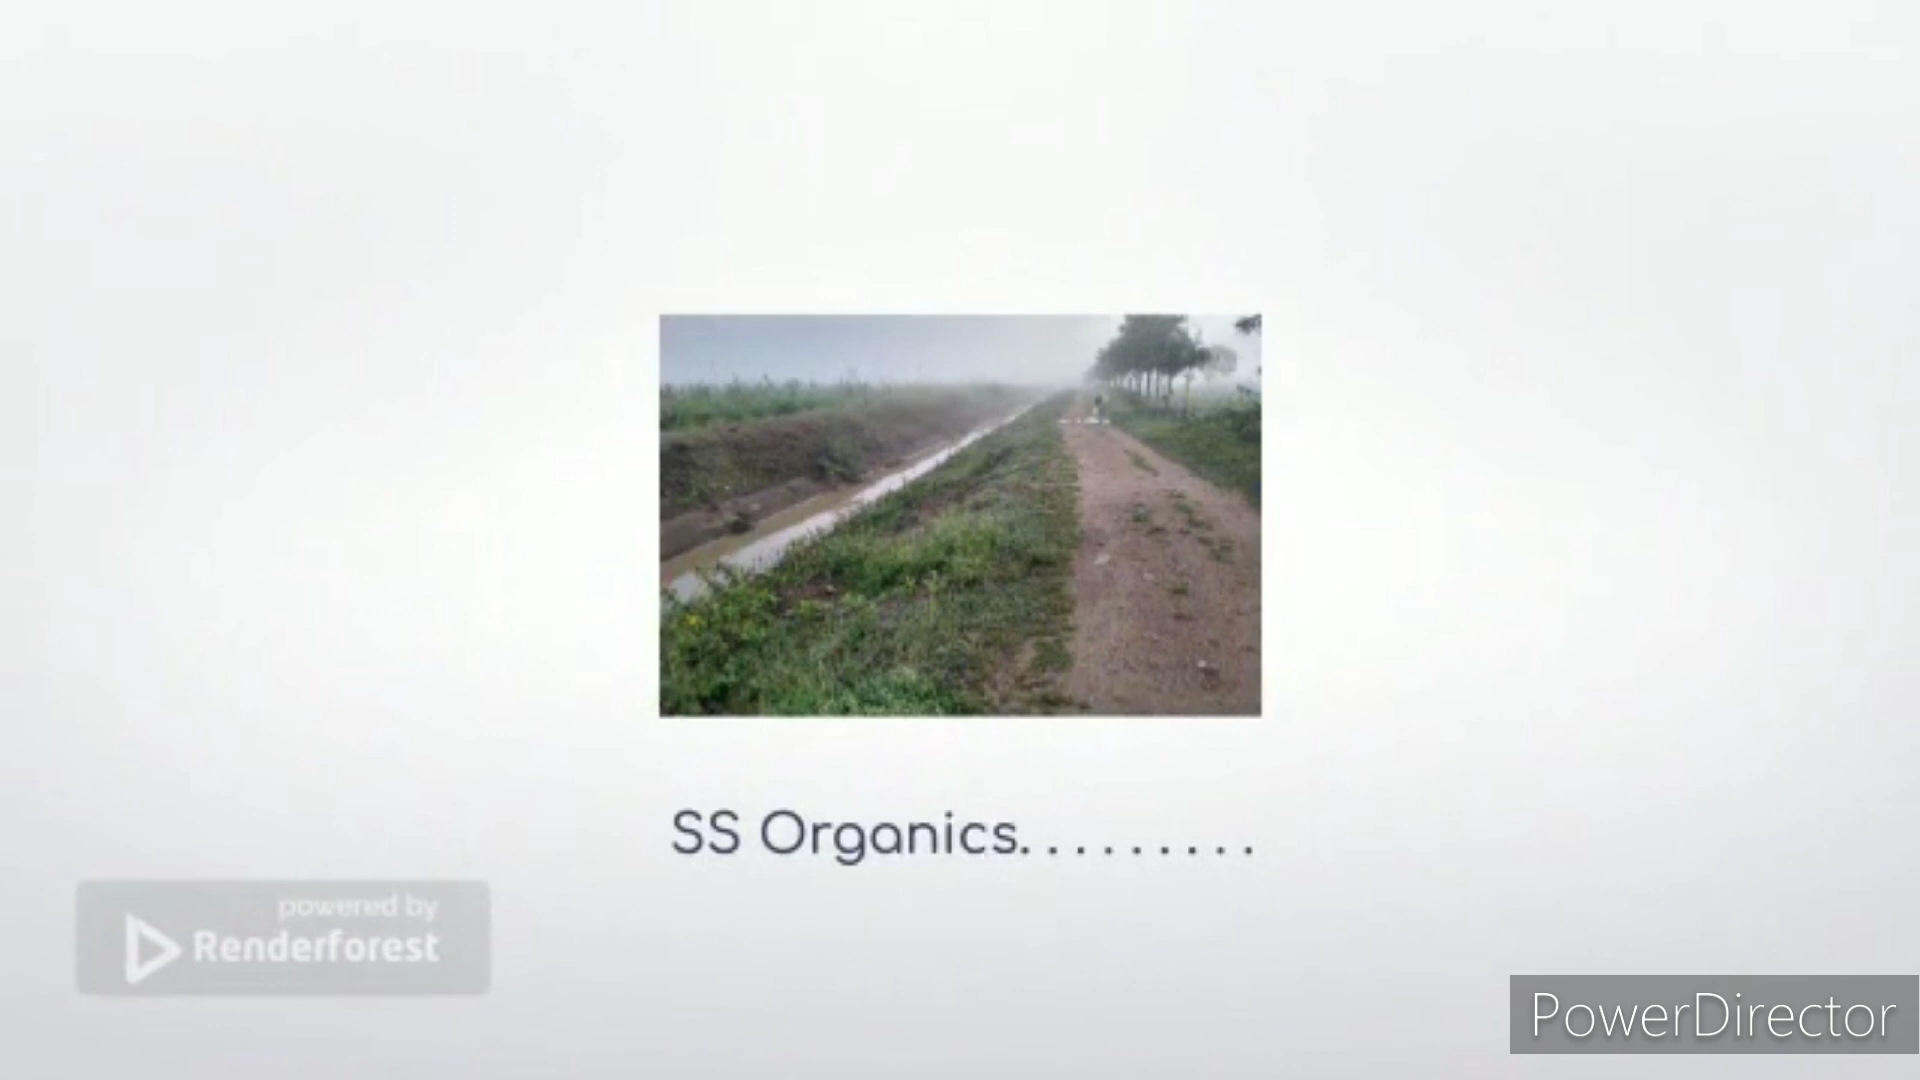 SS Organics.........
powered by
Renderforest
PowerDirector